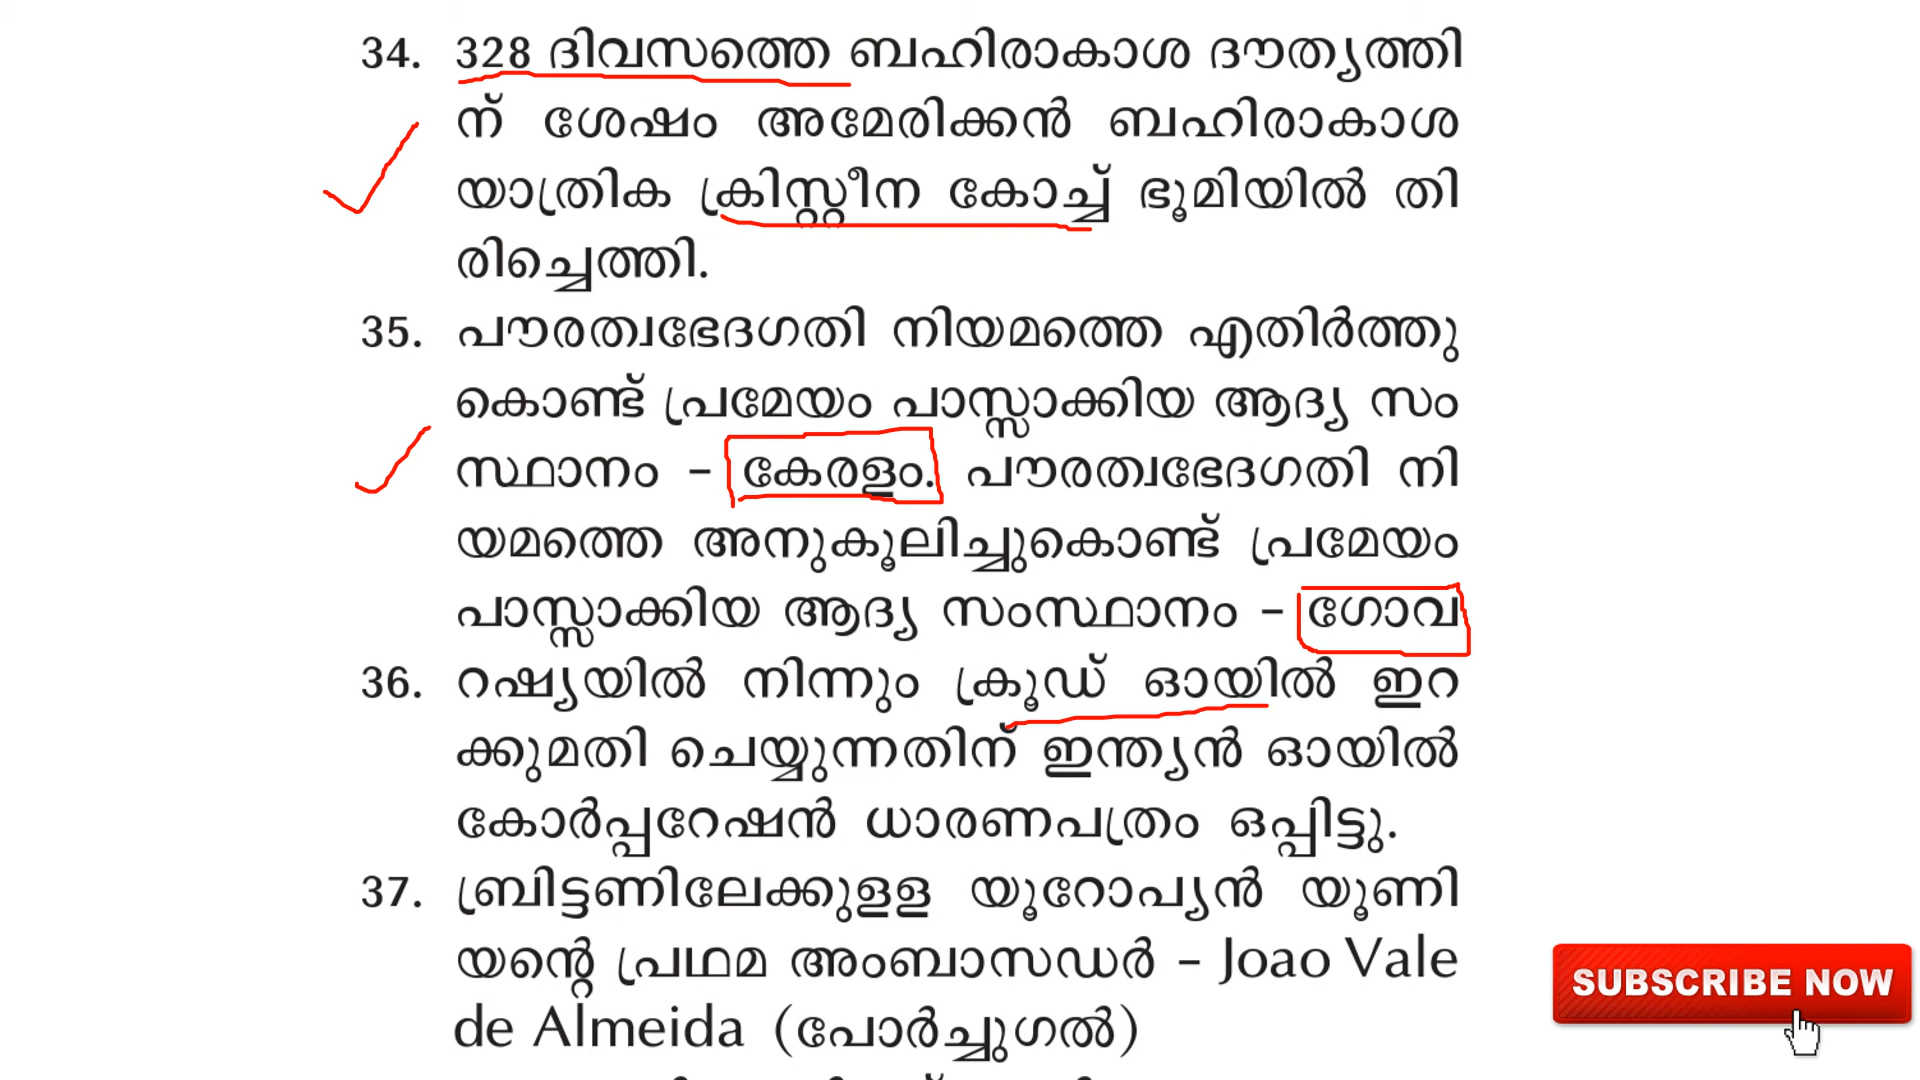 34. 328 ദിവസത്തെ ബഹിരാകാശ ദൗത്യത്തി
ന് ശേഷം അമേരിക്കൻ ബഹിരാകാശ
യാത്രിക ക്രിസ്റ്റീന കോച്ച് ഭൂമിയിൽ തി
രിച്ചെത്തി.
35. പൗരത്വഭേദഗതി നിയമത്തെ എതിർത്തു
കൊണ്ട് പ്രമേയം പാസ്സാക്കിയ ആദ്യ സം
സ്ഥാനം – കേരളം. പൗരത്വഭേദഗതി നി
യമത്തെ അനുകൂലിച്ചുകൊണ്ട് പ്രമേയം
പാസ്സാക്കിയ ആദ്യ സംസ്ഥാനം – ഗോവ
36. റഷ്യയിൽ നിന്നും ക്രൂഡ് ഓയിൽ ഇറ
ക്കുമതി ചെയ്യുന്നതിന് ഇന്ത്യൻ ഓയിൽ
കോർപ്പറേഷൻ ധാരണപത്രം ഒപ്പിട്ടു.
37. ബ്രിട്ടണിലേക്കുളള യൂറോപ്യൻ യൂണി
യന്റെ പ്രഥമ അംബാസഡർ – Joao Vale
de Almeida (പോർച്ചുഗൽ)
SUBSCRIBE NOW